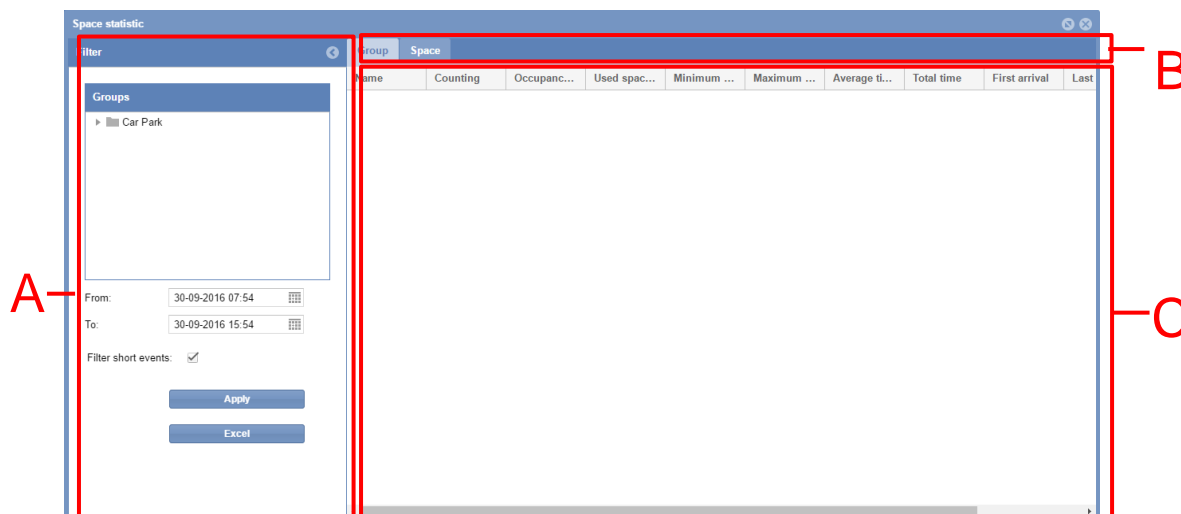 Space statistic
Filter
Group Space
B
Name Counting Occupanc... Used spac... Minimum ... Maximum ... Average ti... Total time First arrival Last
Groups
Car Park
A
From: 30-09-2016 07:54
To: 30-09-2016 15:54
C
Filter short events:
Apply
Excel